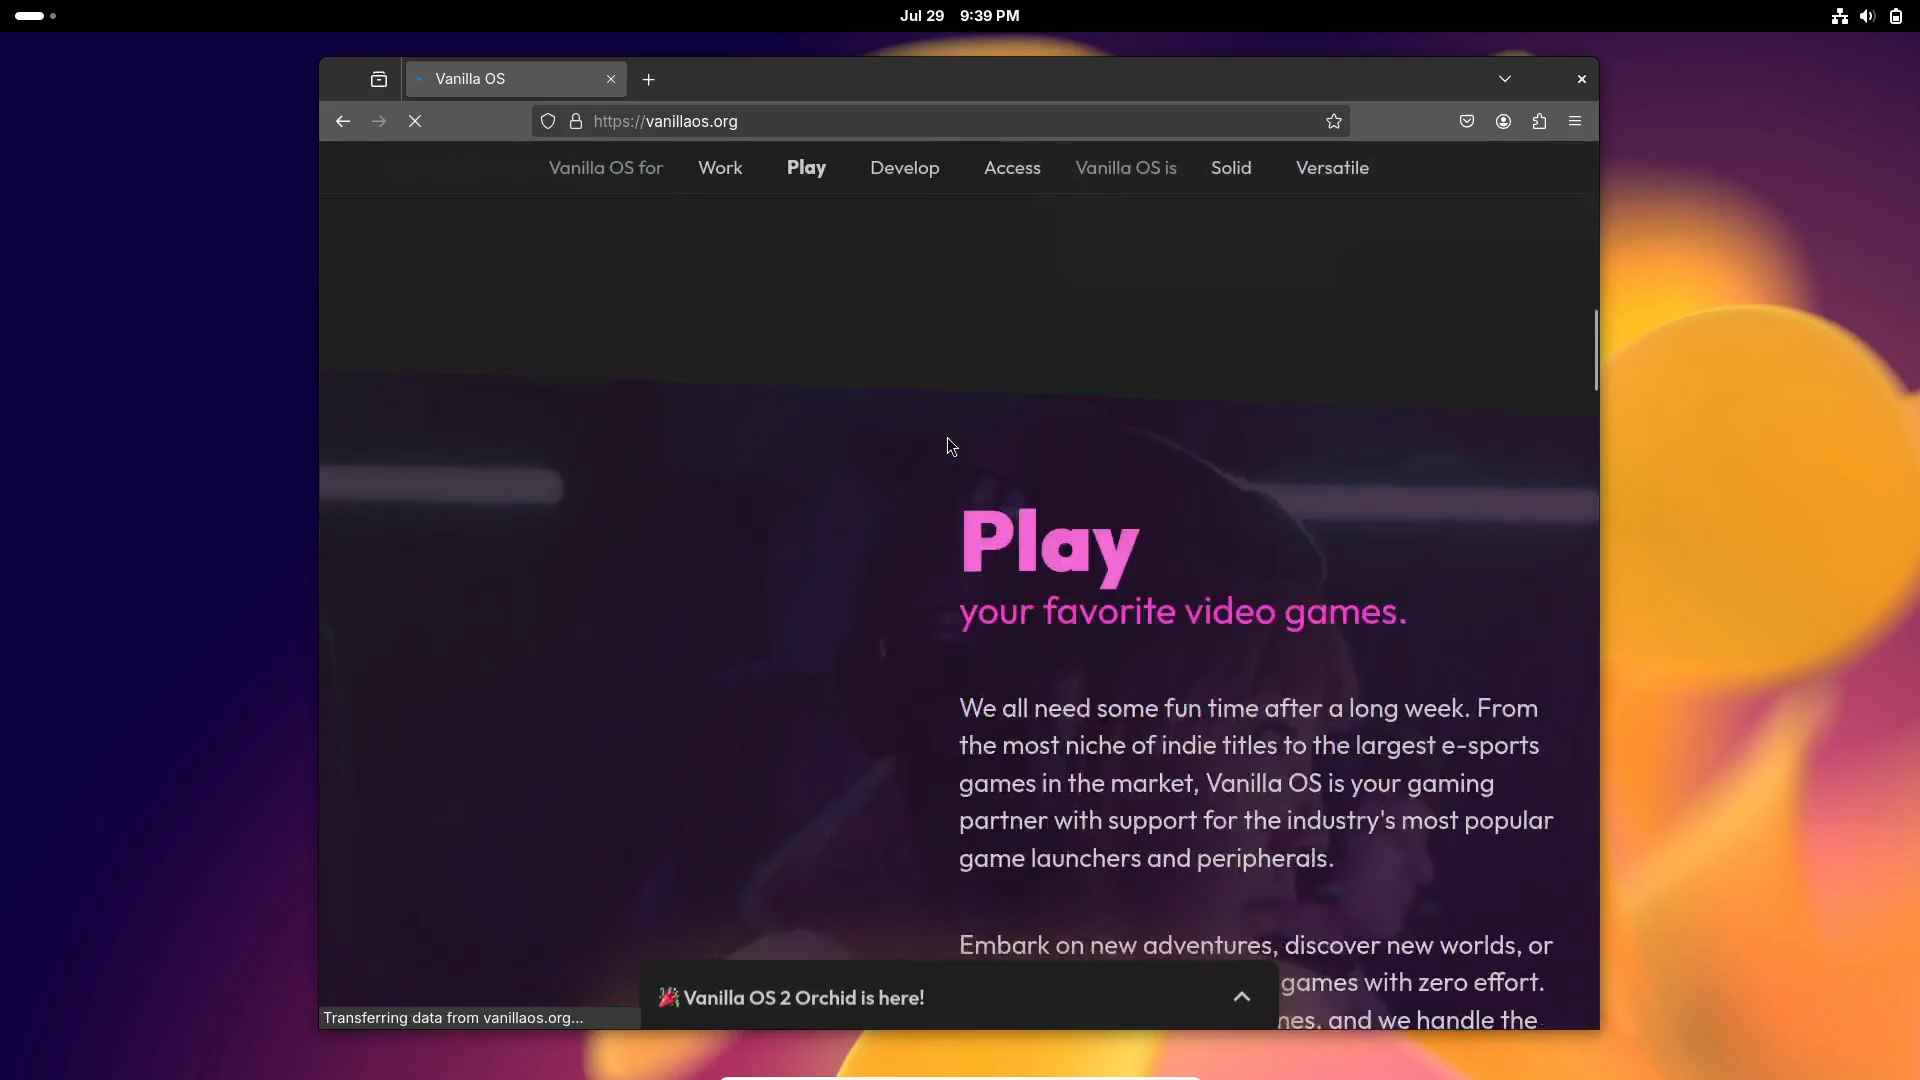 Jul 29 9:39 PM
Vanilla OS
https://vanillaos.org
Vanilla OS for Work Play Develop Access Vanilla OS is Solid Versatile
Play
your favorite video games.
We all need some fun time after a long week. From
the most niche of indie titles to the largest e-sports
games in the market, Vanilla OS is your gaming
partner with support for the industry's most popular
game launchers and peripherals.
Embark on new adventures, discover new worlds, or
games with zero effort.
and we handle the
🎉 Vanilla OS 2 Orchid is here!
Transferring data from vanillaos.org...